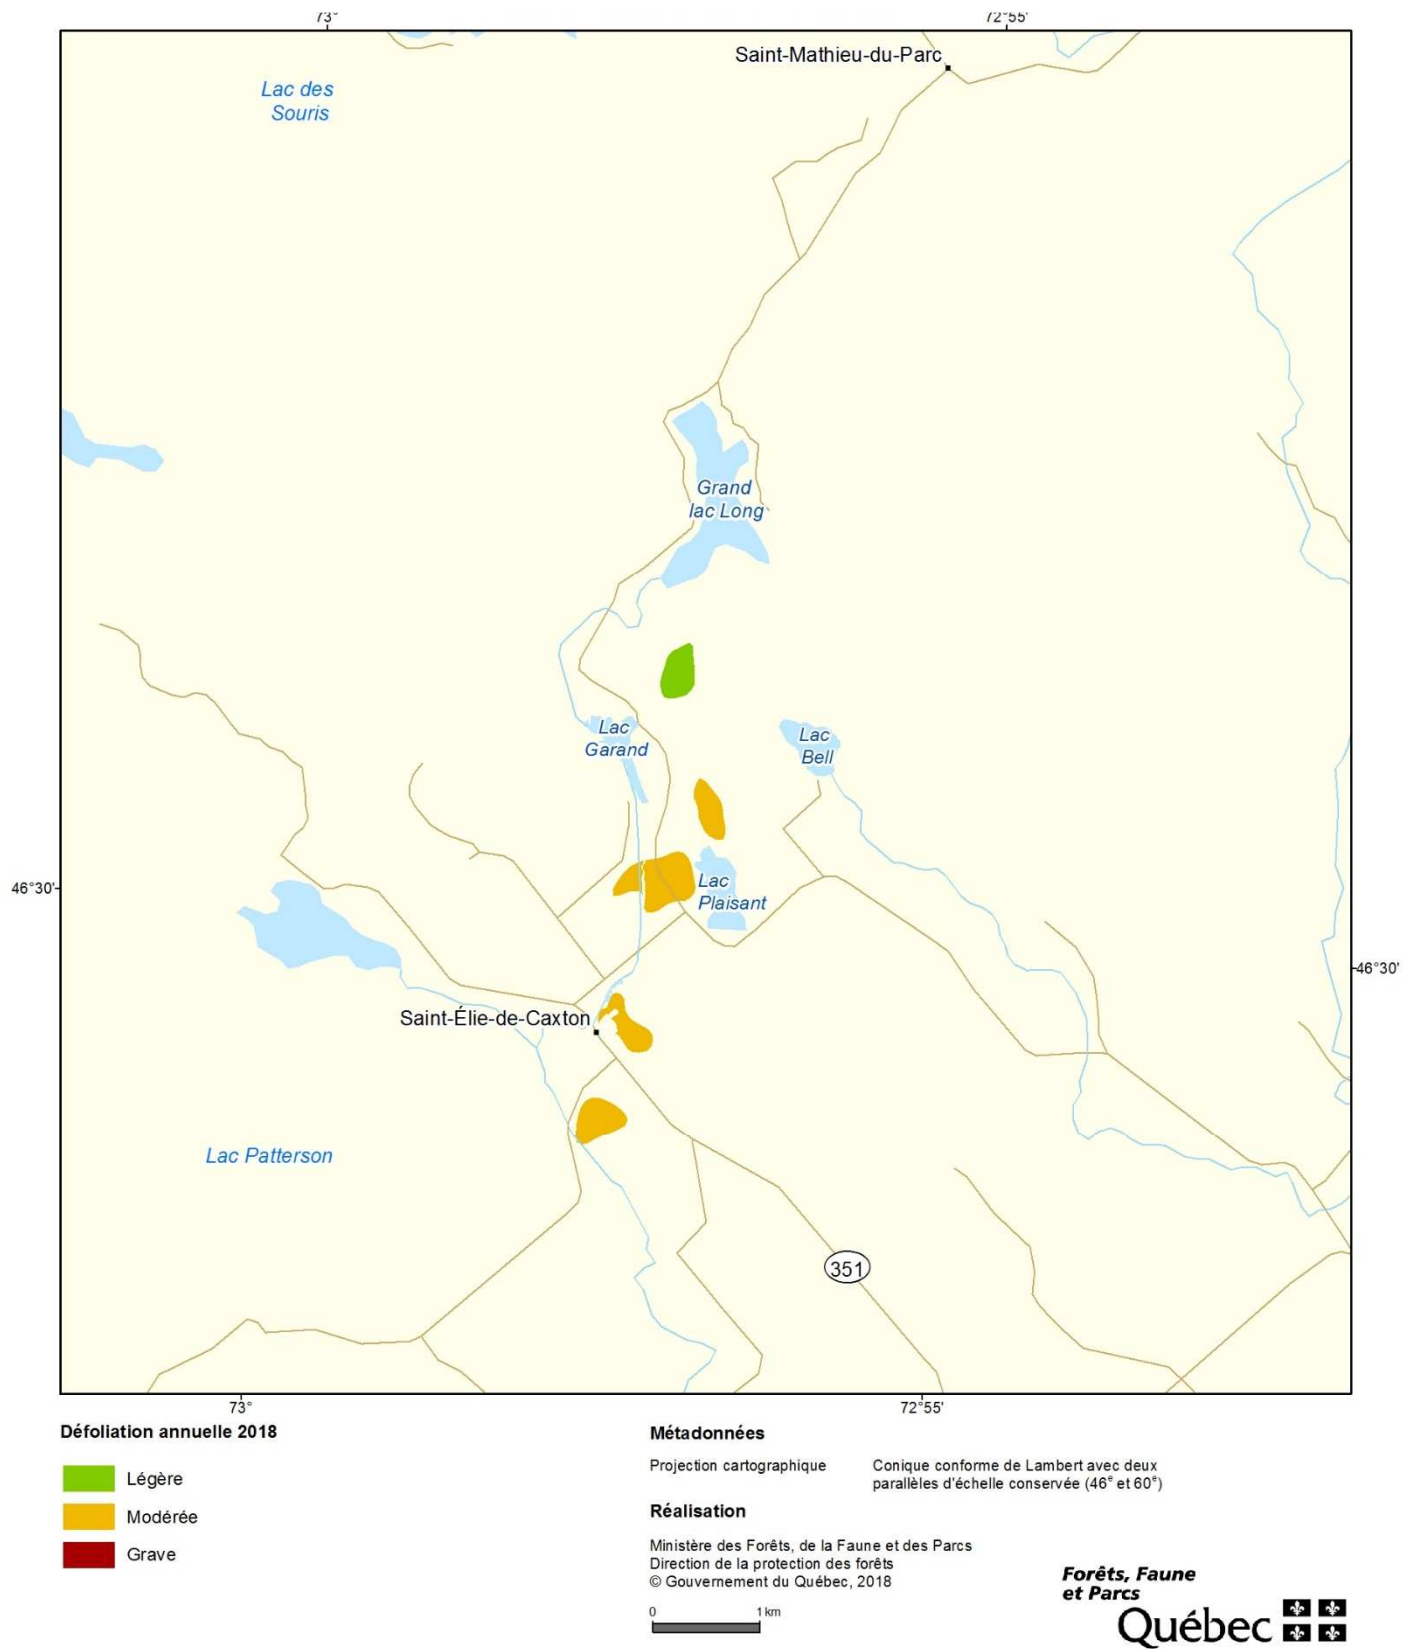 73°
72°55'
Saint-Mathieu-du-Parc
Lac des
Souris
Grand
lac Long
Lac
Garand
Lac
Bell
46°30'
Lac
Plaisant
46°30'
Saint-Élie-de-Caxton
Lac Patterson
351
73°
72°55'
Défoliation annuelle 2018
Légère
Modérée
Grave
Métadonnées
Projection cartographique
Conique conforme de Lambert avec deux
parallèles d'échelle conservée (46e et 60e)
Réalisation
Ministère des Forêts, de la Faune et des Parcs
Direction de la protection des forêts
© Gouvernement du Québec, 2018
0 1 km
Forêts, Faune
et Parcs
Québec